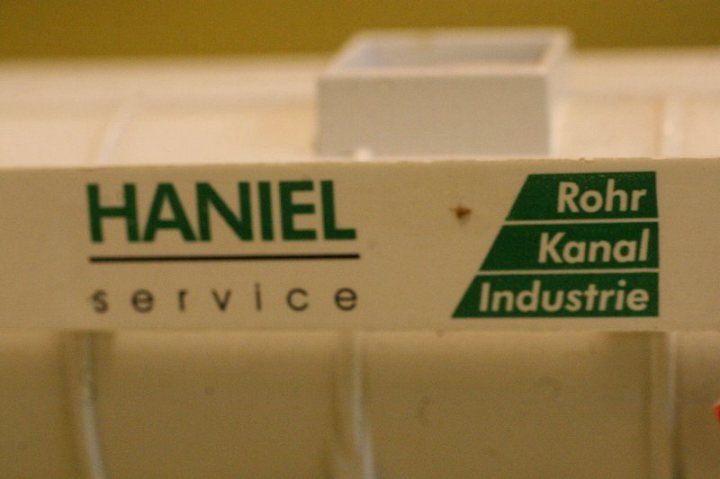 HANIEL
service
Rohr
Kanal
Industrie